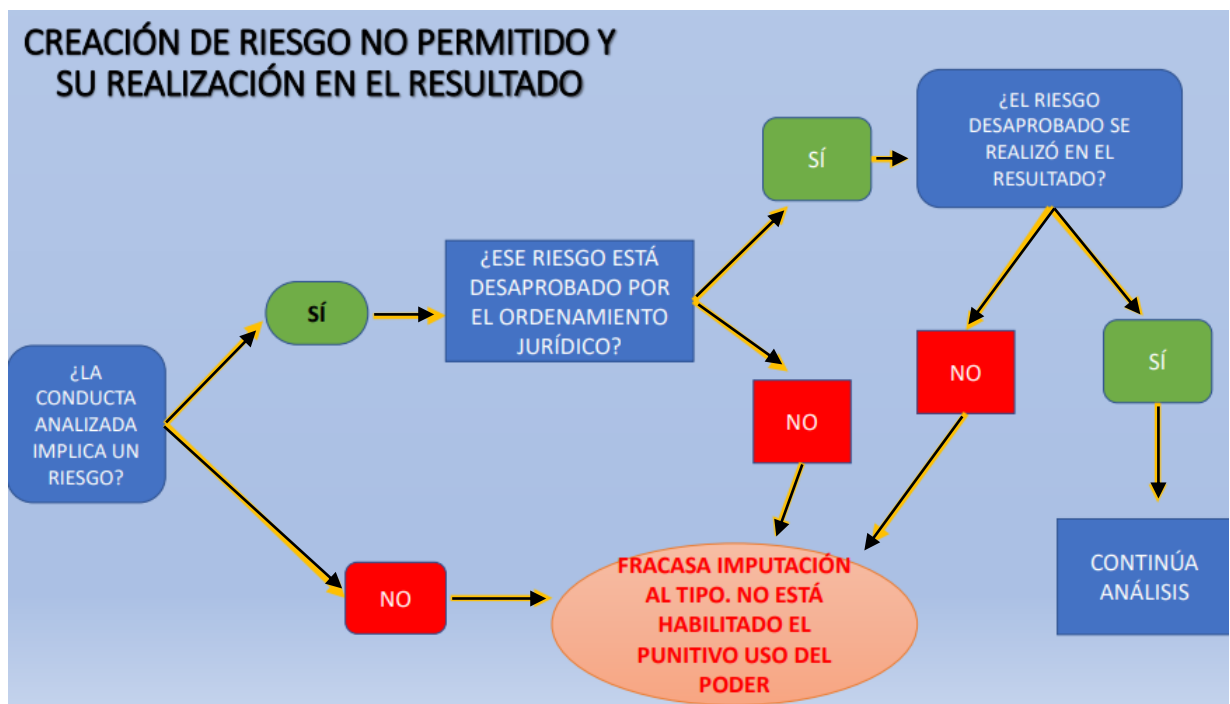 CREACIÓN DE RIESGO NO PERMITIDO Y
SU REALIZACIÓN EN EL RESULTADO
¿LA
CONDUCTA
ANALIZADA
IMPLICA UN
RIESGO?
SÍ
NO
¿ESE RIESGO ESTÁ
DESAPROBADO POR
EL ORDENAMIENTO
JURÍDICO?
SÍ
NO
¿EL RIESGO
DESAPROBADO SE
REALIZÓ EN EL
RESULTADO?
NO
SÍ
FRACASA IMPUTACIÓN
AL TIPO. NO ESTÁ
HABILITADO EL
PUNITIVO USO DEL
PODER
CONTINÚA
ANÁLISIS